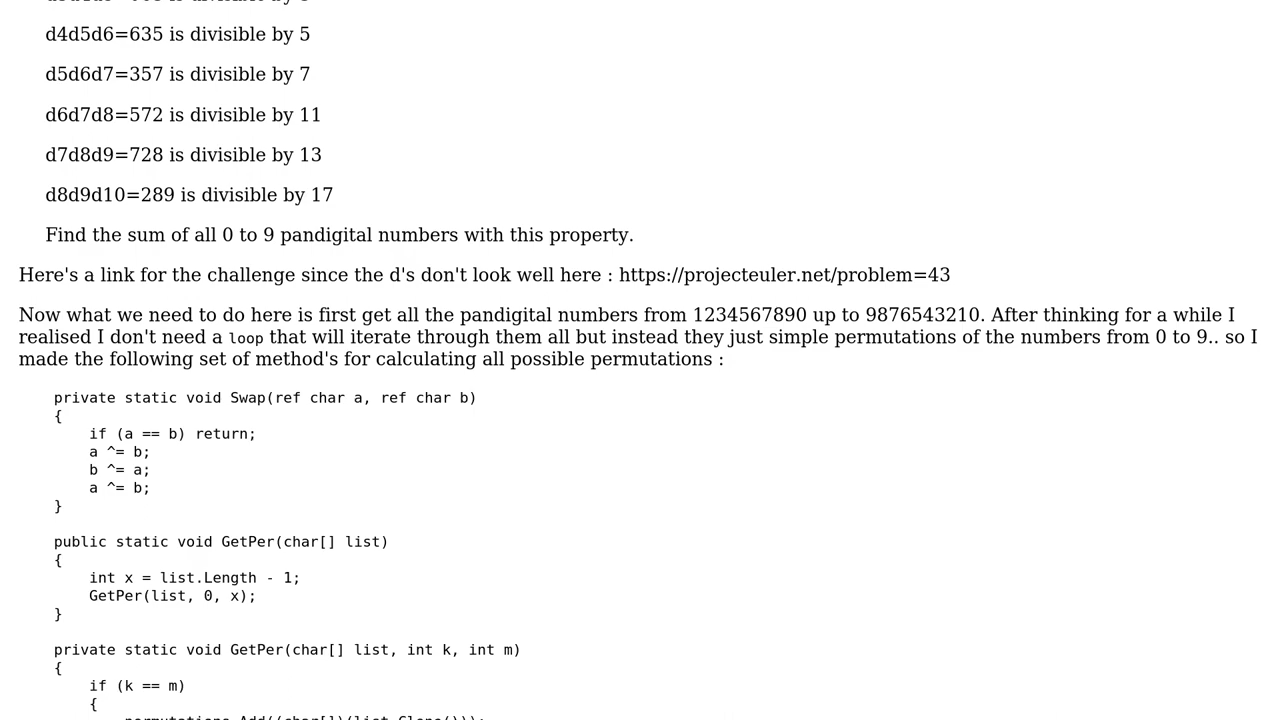 d4d5d6=635 is divisible by 5
d5d6d7=357 is divisible by 7
d6d7d8=572 is divisible by 11
d7d8d9=728 is divisible by 13
d8d9d10=289 is divisible by 17
Find the sum of all 0 to 9 pandigital numbers with this property.
Here's a link for the challenge since the d's don't look well here : https://projecteuler.net/problem=43
Now what we need to do here is first get all the pandigital numbers from 1234567890 up to 9876543210. After thinking for a while I
realised I don't need a loop that will iterate through them all but instead they just simple permutations of the numbers from 0 to 9.. so I
made the following set of method's for calculating all possible permutations :
private static void Swap(ref char a, ref char b)
{
if (a == b) return;
a ^= b;
b ^= a;
a ^= b;
}
public static void GetPer(char[] list)
{
int x = list.Length - 1;
GetPer(list, 0, x);
}
private static void GetPer(char[] list, int k, int m)
{
if (k == m)
{
permutations.Add((char[])(list.Clone()));